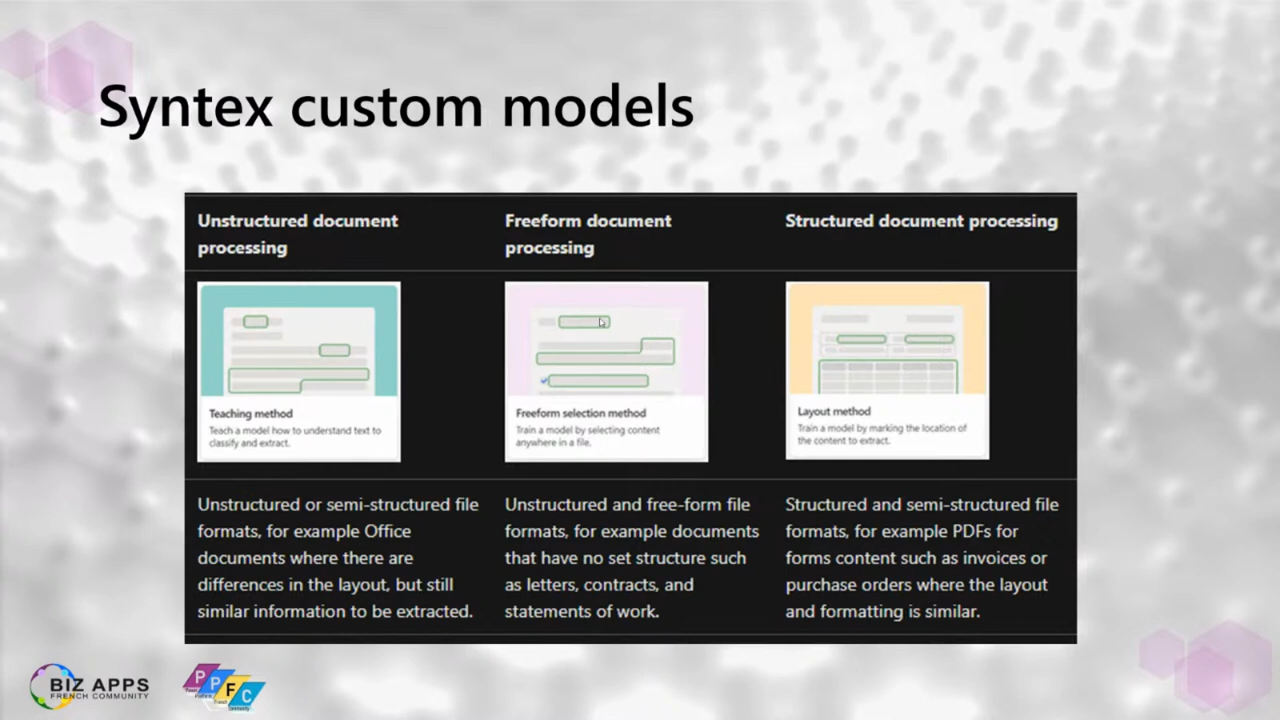 Syntex custom models
Unstructured document
processing
Freeform document
processing
Structured document processing
Teaching method
Teach a model how to understand text to
classify and extract.
Freeform selection method
Train a model by selecting content
anywhere in a file.
Layout method
Train a model by marking the location of
the content to extract.
Unstructured or semi-structured file
formats, for example Office
documents where there are
differences in the layout, but still
similar information to be extracted.
Unstructured and free-form file
formats, for example documents
that have no set structure such
as letters, contracts, and
statements of work.
Structured and semi-structured file
formats, for example PDFs for
forms content such as invoices or
purchase orders where the layout
and formatting is similar.
BIZ APPS
FRENCH COMMUNITY
P P F C